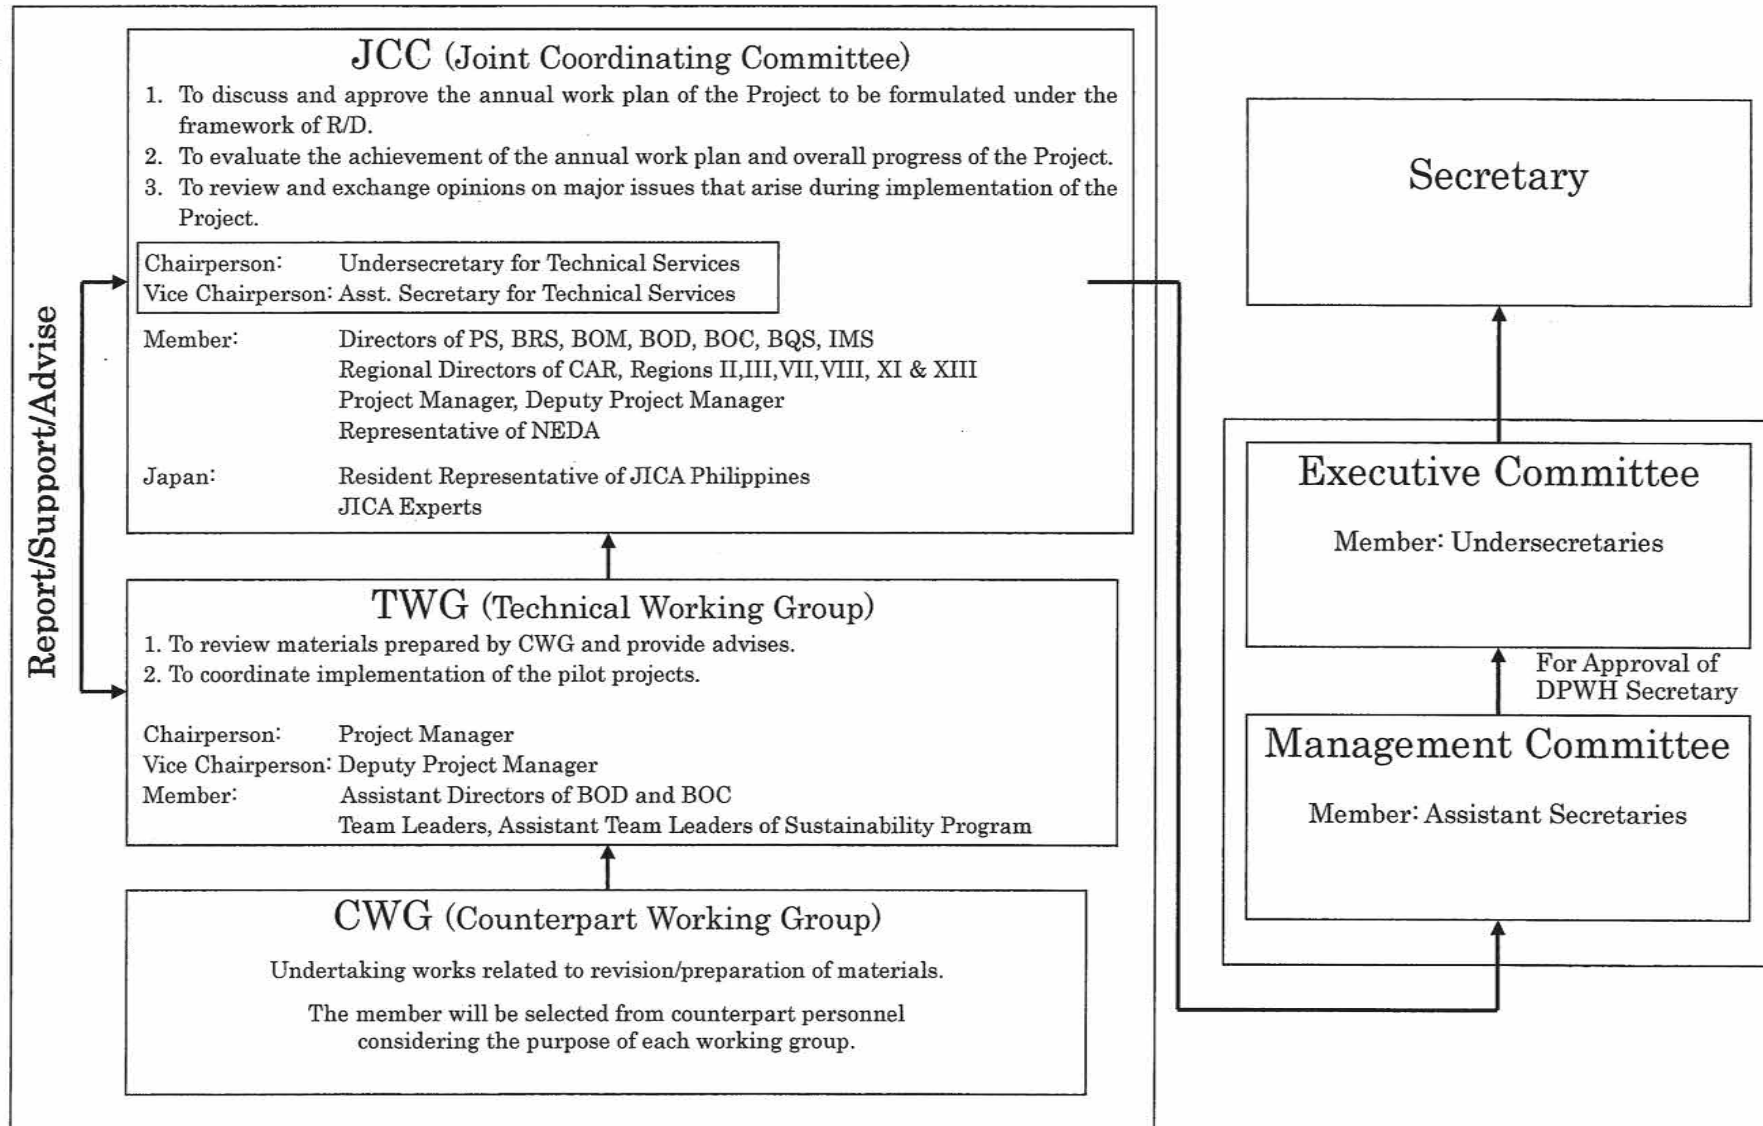 JCC (Joint Coordinating Committee)
1. To discuss and approve the annual work plan of the Project to be formulated under the
framework of R/D.
2. To evaluate the achievement of the annual work plan and overall progress of the Project.
3. To review and exchange opinions on major issues that arise during implementation of the
Project.
Chairperson: Undersecretary for Technical Services
Vice Chairperson: Asst. Secretary for Technical Services
Member: Directors of PS, BRS, BOM, BOD, BOC, BQS, IMS
Regional Directors of CAR, Regions II,III,VII,VIII, XI & XIII
Project Manager, Deputy Project Manager
Representative of NEDA
Japan: Resident Representative of JICA Philippines
JICA Experts
Report/Support/Advise
TWG (Technical Working Group)
1. To review materials prepared by CWG and provide advises.
2. To coordinate implementation of the pilot projects.
Chairperson: Project Manager
Vice Chairperson: Deputy Project Manager
Member: Assistant Directors of BOD and BOC
Team Leaders, Assistant Team Leaders of Sustainability Program
CWG (Counterpart Working Group)
Undertaking works related to revision/preparation of materials.
The member will be selected from counterpart personnel
considering the purpose of each working group.
Secretary
Executive Committee
Member: Undersecretaries
For Approval of
DPWH Secretary
Management Committee
Member: Assistant Secretaries